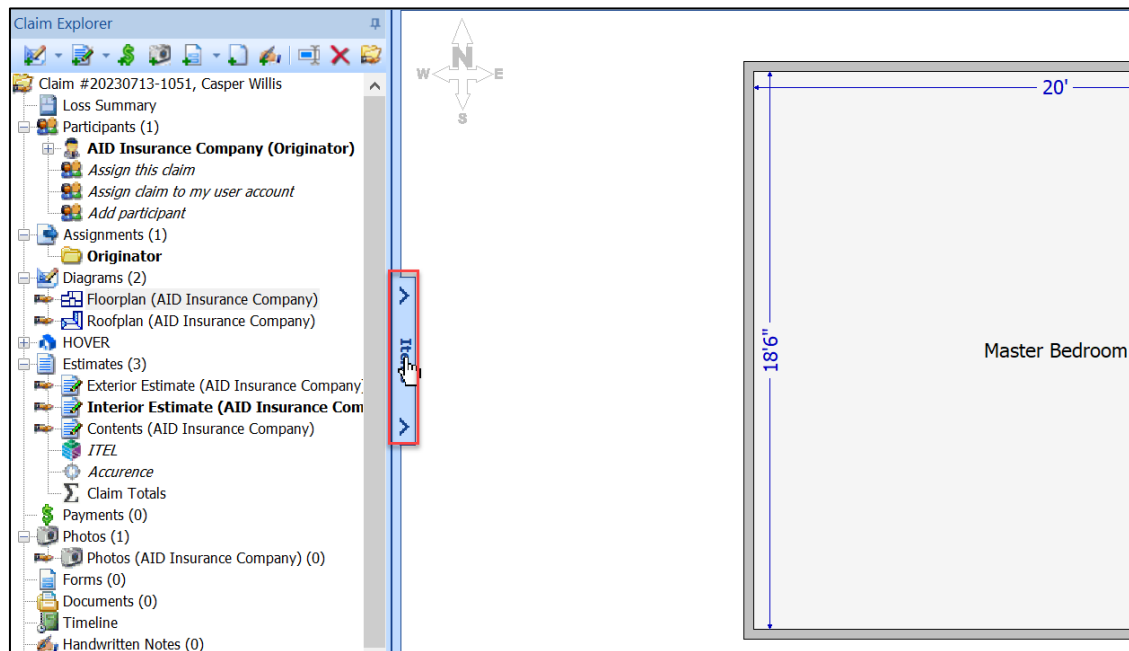 Claim Explorer
Claim #20230713-1051, Casper Willis
Loss Summary
Participants (1)
AID Insurance Company (Originator)
Assign this claim
Assign claim to my user account
Add participant
Assignments (1)
Originator
Diagrams (2)
Floorplan (AID Insurance Company)
Roofplan (AID Insurance Company)
HOVER
Estimates (3)
Exterior Estimate (AID Insurance Company)
Interior Estimate (AID Insurance Com
Contents (AID Insurance Company)
ITEL
Accurence
Claim Totals
Payments (0)
Photos (1)
Photos (AID Insurance Company) (0)
Forms (0)
Documents (0)
Timeline
Handwritten Notes (0)
N
W E
S
20'
18'6"
Master Bedroom